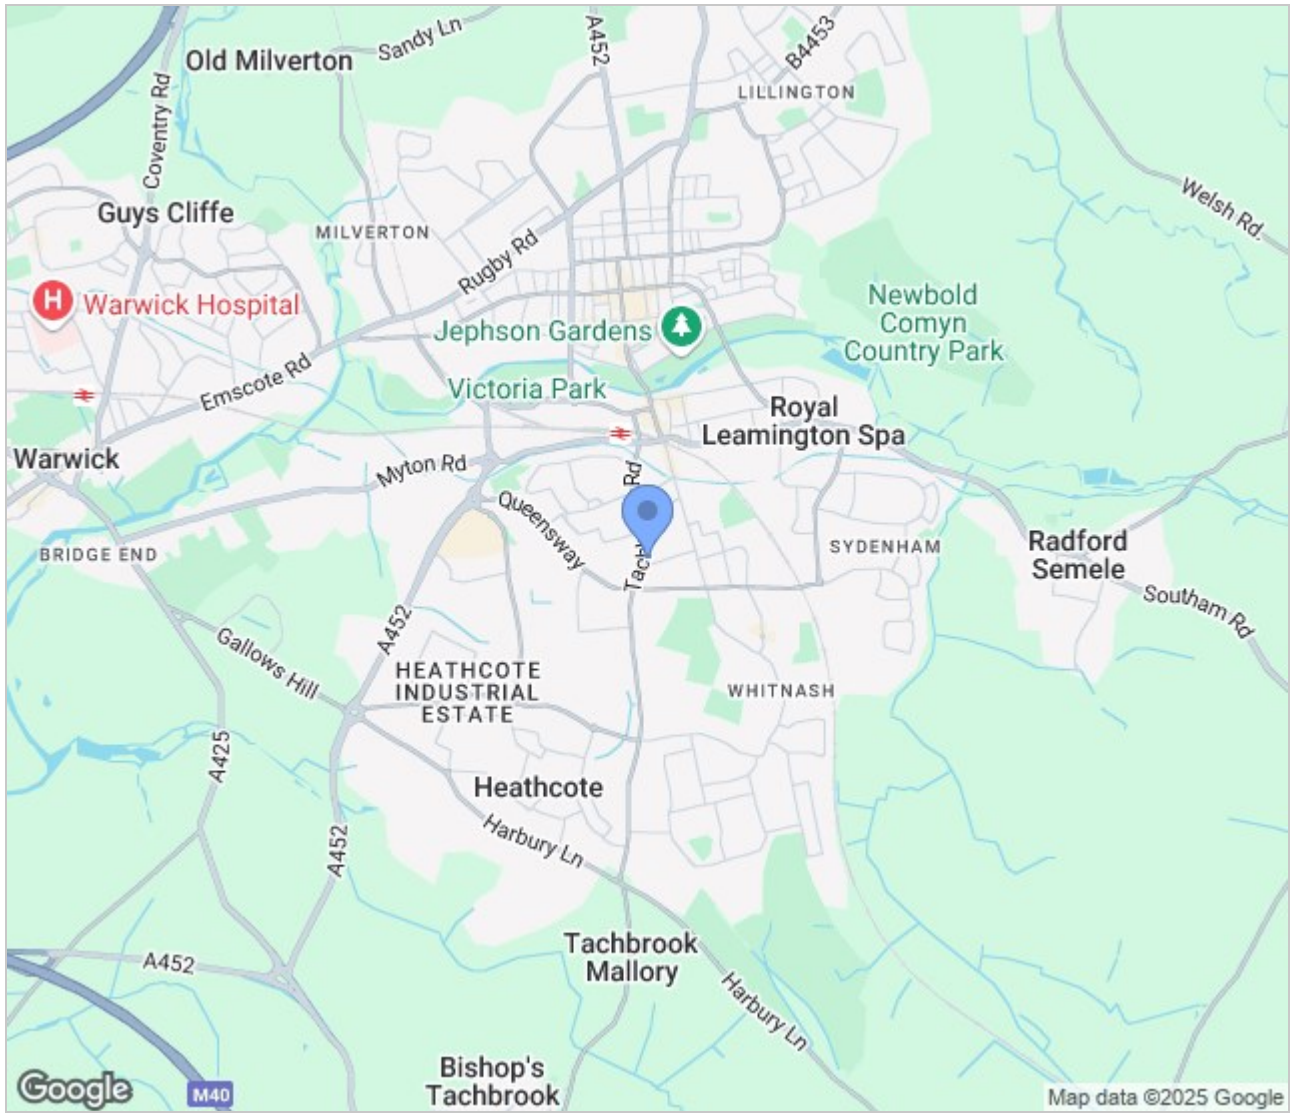 A452
Sandy Ln
B4453
Old Milverton
LILLINGTON
Coventry Rd
Welsh Rd.
Guys Cliffe
MILVERTON
Rugby Rd
H
Warwick Hospital
Newbold
Comyn
Country Park
Jephson Gardens
Emscote Rd
Victoria Park
Royal
Leamington Spa
Warwick
Myton Rd
Rd
Queensway
BRIDGE END
Tach
SYDENHAM
Radford
Semele
Southam Rd
A452
Gallows Hill
HEATHCOTE
INDUSTRIAL
ESTATE
WHITNASH
A425
Heathcote
Harbury Ln
A452
Tachbrook
Mallory
A452
Harbury Ln
Bishop's
Tachbrook
Google
M40
Map data ©2025 Google